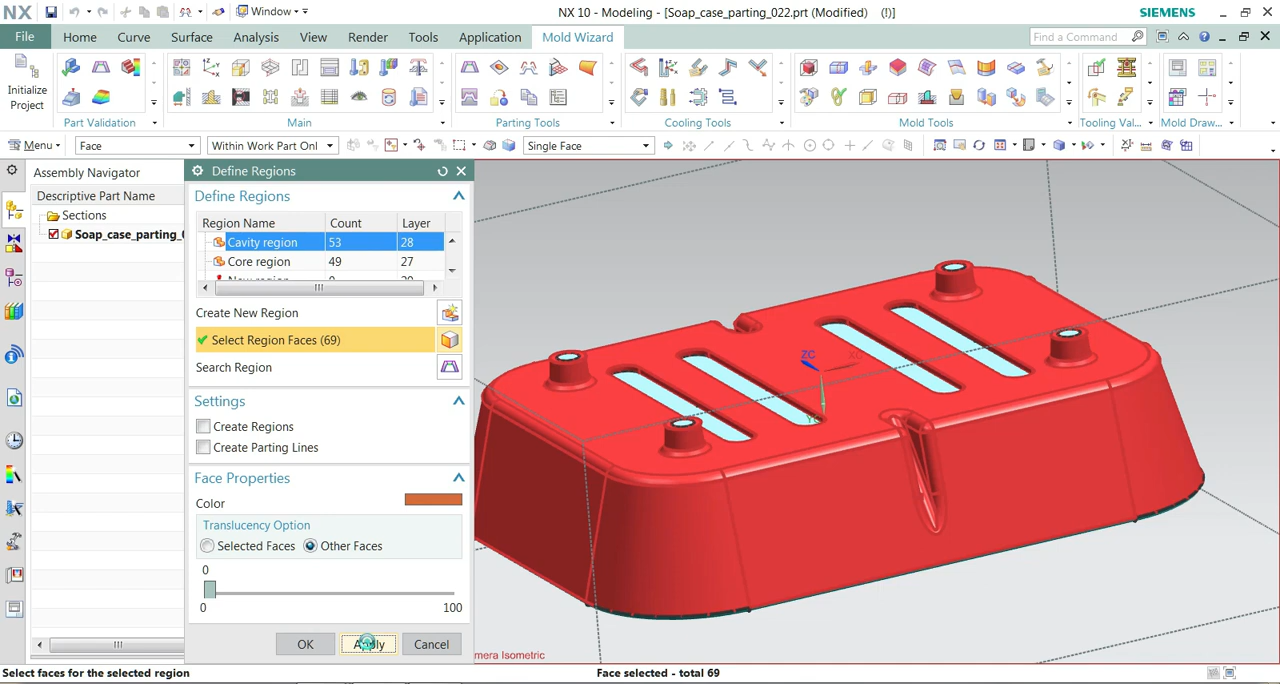 NX
Window
NX 10 - Modeling - [Soap_case_parting_022.prt (Modified) (!)]
SIEMENS
File
Home
Curve
Surface
Analysis
View
Render
Tools
Application
Mold Wizard
Find a Command
Initialize
Project
Part Validation
Main
Parting Tools
Cooling Tools
Mold Tools
Tooling Val...
Mold Draw...
Menu
Face
Within Work Part Onl
Single Face
Assembly Navigator
Descriptive Part Name
Sections
Soap_case_parting_0
Define Regions
Define Regions
Region Name Count Layer
Cavity region 53 28
Core region 49 27
Create New Region
Select Region Faces (69)
Search Region
Settings
Create Regions
Create Parting Lines
Face Properties
Color
Translucency Option
Selected Faces
Other Faces
0
0 100
OK
Apply
Cancel
ZC
XC
YC
mera Isometric
Select faces for the selected region
Face selected - total 69